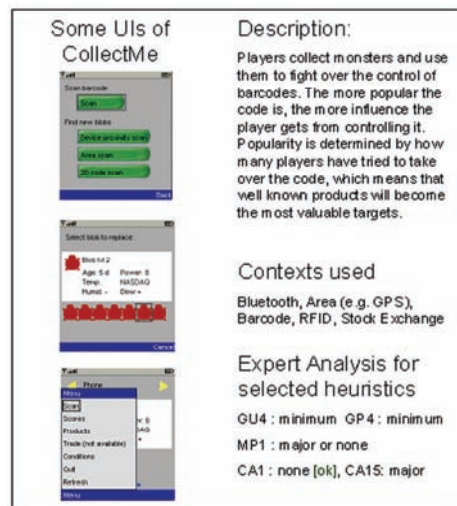 Some UIs of
CollectMe
Scan barcode
Scan
Find new blobs
Device proximity scan
Area scan
2D code scan
Back
Select blob to replace
Blob M 2
Age: 5 d Power: 8
Temp. NASDAQ
Humid. - Dow +
Cancel
Phone
Menu
Scan
Scores
Products
Trade (not available)
Conditions
Quit
Refresh
Menu
Description:
Players collect monsters and use
them to fight over the control of
barcodes. The more popular the
code is, the more influence the
player gets from controlling it.
Popularity is determined by how
many players have tried to take
over the code, which means that
well known products will become
the most valuable targets.
Contexts used
Bluetooth, Area (e.g. GPS),
Barcode, RFID, Stock Exchange
Expert Analysis for
selected heuristics
GU4 : minimum GP4 : minimum
MP1 : major or none
CA1 : none [ok], CA15: major